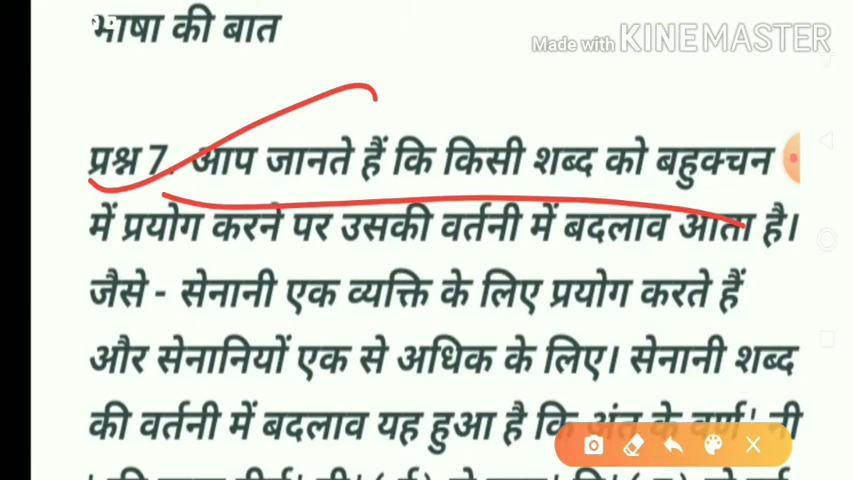 भाषा की बात
Made with KINEMASTER
प्रश्न 7. आप जानते हैं कि किसी शब्द को बहुवचन
में प्रयोग करने पर उसकी वर्तनी में बदलाव आता है।
जैसे - सेनानी एक व्यक्ति के लिए प्रयोग करते हैं
और सेनानियों एक से अधिक के लिए। सेनानी शब्द
की वर्तनी में बदलाव यह हुआ है कि अंत के वर्ण ' नी